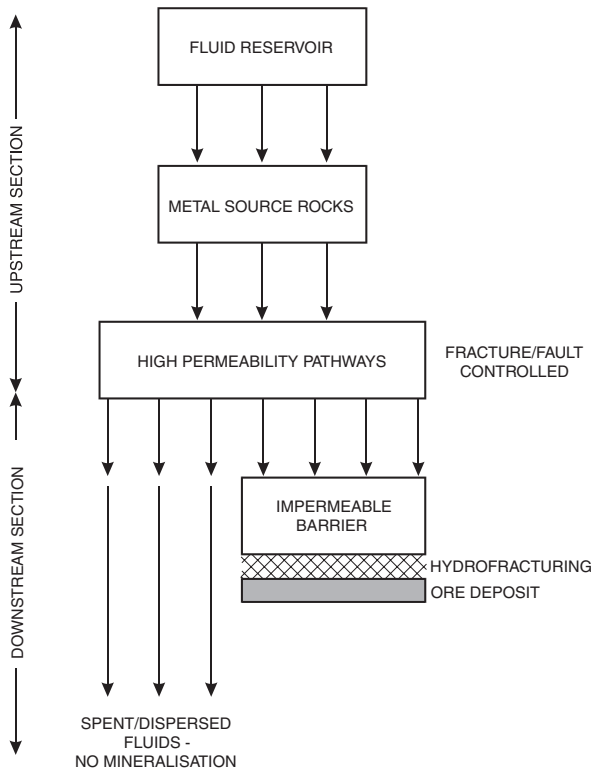 FLUID RESERVOIR
UPSTREAM SECTION
METAL SOURCE ROCKS
HIGH PERMEABILITY PATHWAYS
FRACTURE/FAULT
CONTROLLED
DOWNSTREAM SECTION
IMPERMEABLE
BARRIER
HYDROFRACTURING
ORE DEPOSIT
SPENT/DISPERSED
FLUIDS -
NO MINERALISATION